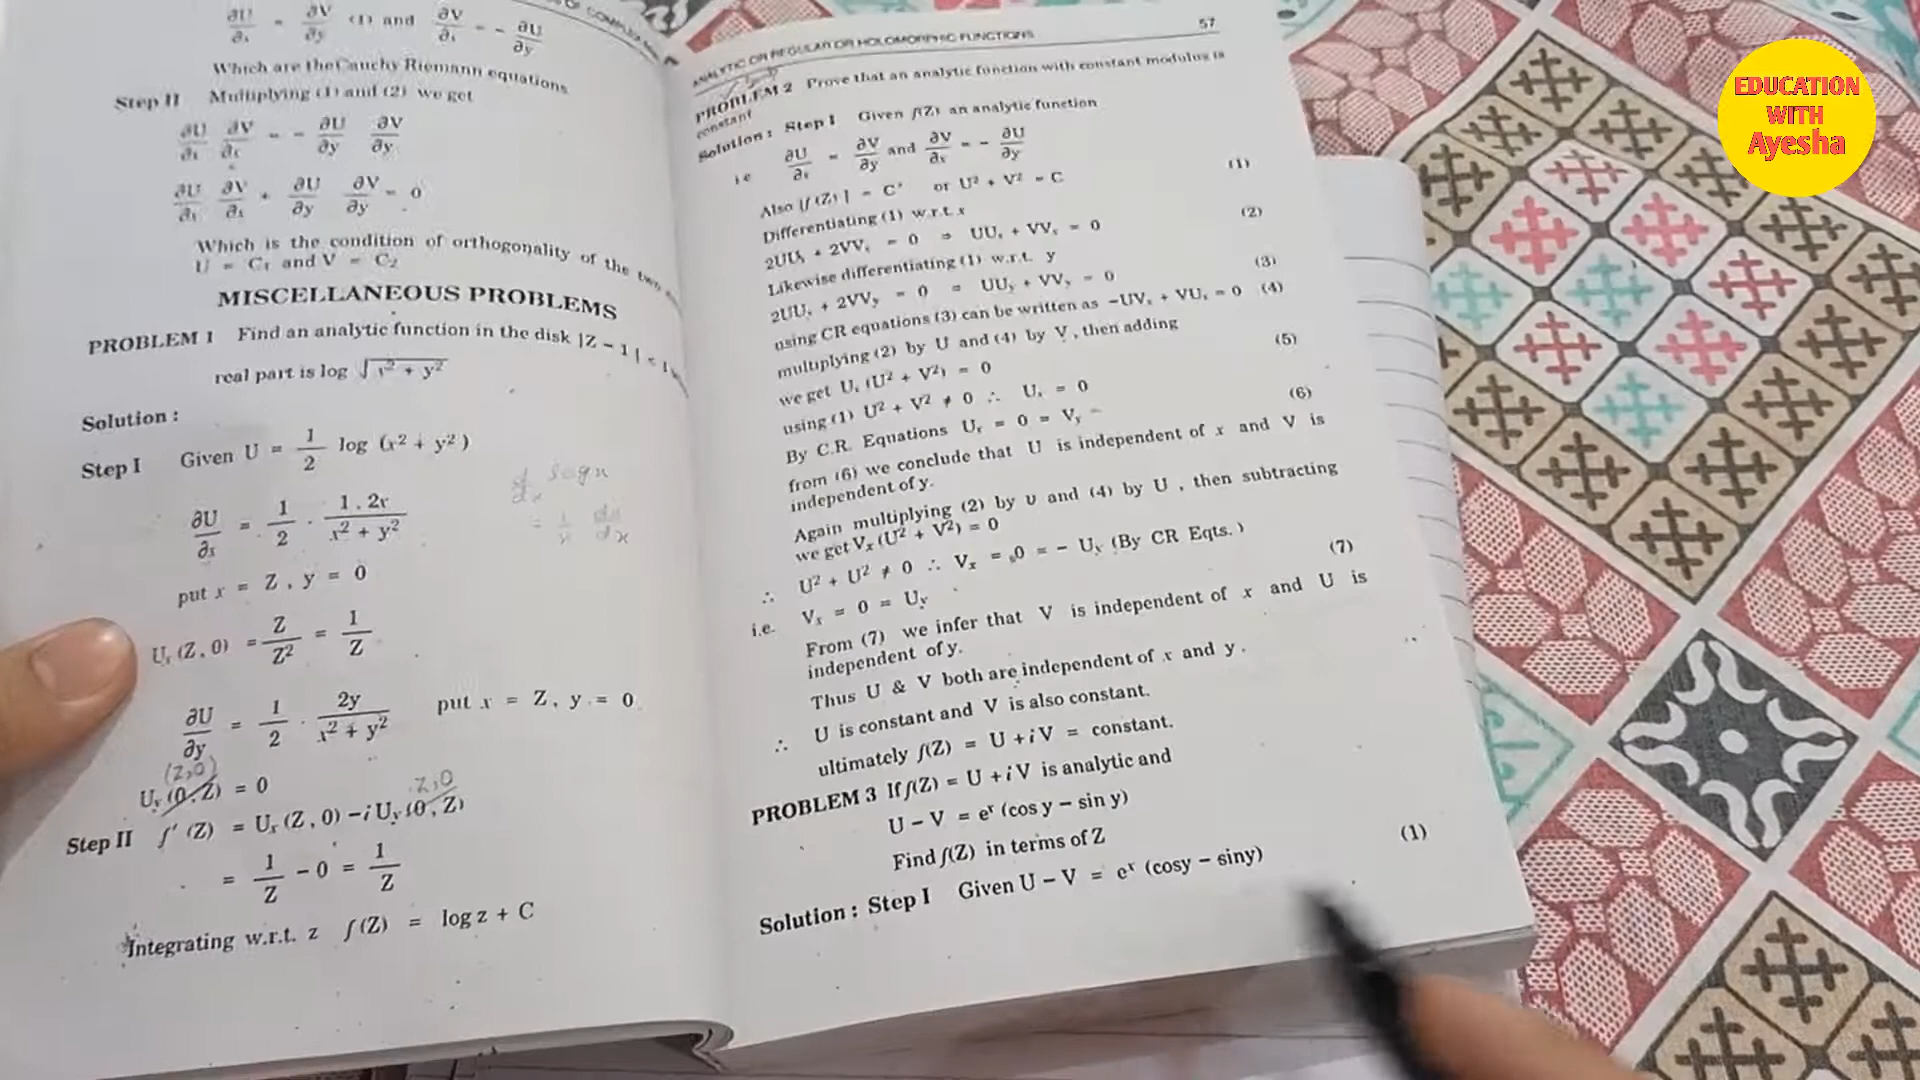 ∂U/∂x = ∂V/∂y (1) and ∂V/∂x = - ∂U/∂y
Which are the Cauchy Riemann equations
Step II Multiplying (1) and (2) we get
∂U/∂x ∂V/∂x = - ∂U/∂y ∂V/∂y
∂U/∂x ∂V/∂x + ∂U/∂y ∂V/∂y = 0
Which is the condition of orthogonality of the two
U = C₁ and V = C₂
MISCELLANEOUS PROBLEMS
PROBLEM 1 Find an analytic function in the disk |Z - 1| < 1
real part is log √x² + y²
Solution :
Step I Given U = 1/2 log (x² + y²)
d/dx log x
= 1/x du/dx
∂U/∂x = 1/2 · 1 . 2x/x² + y²
put x = Z , y = 0
Uₓ (Z , 0) = Z/Z² = 1/Z
∂U/∂y = 1/2 · 2y/x² + y² put x = Z , y = 0
(Z,0)
Uᵧ (0 , Z) = 0
Z,0
Step II f' (Z) = Uₓ (Z , 0) – i Uᵧ (0 , Z)
= 1/Z – 0 = 1/Z
Integrating w.r.t. z f (Z) = log z + C
ANALYTIC OR REGULAR OR HOLOMORPHIC FUNCTIONS 57
PROBLEM 2 Prove that an analytic function with constant modulus is
constant
Solution : Step I Given f(Z) an analytic function
i.e ∂U/∂x = ∂V/∂y and ∂V/∂x = - ∂U/∂y
Also |f (Z)| = C' or U² + V² = C (1)
Differentiating (1) w.r.t. x
2UUₓ + 2VVₓ = 0 ⇒ UUₓ + VVₓ = 0 (2)
Likewise differentiating (1) w.r.t. y
2UUᵧ + 2VVᵧ = 0 = UUᵧ + VVᵧ = 0 (3)
using CR equations (3) can be written as –UVₓ + VUₓ = 0 (4)
multiplying (2) by U and (4) by V , then adding
we get Uₓ (U² + V²) = 0 (5)
using (1) U² + V² ≠ 0 ∴ Uₓ = 0
By C.R. Equations Uₓ = 0 = Vᵧ (6)
from (6) we conclude that U is independent of x and V is
independent of y.
Again multiplying (2) by υ and (4) by U , then subtracting
we get Vₓ (U² + V²) = 0
∴ U² + U² ≠ 0 ∴ Vₓ = 0 = – Uᵧ (By CR Eqts. )
i.e. Vₓ = 0 = Uᵧ (7)
From (7) we infer that V is independent of x and U is
independent of y.
Thus U & V both are independent of x and y .
∴ U is constant and V is also constant.
ultimately f(Z) = U + iV = constant.
PROBLEM 3 If f(Z) = U + iV is analytic and
U – V = eˣ (cos y – sin y)
Find f(Z) in terms of Z
Solution : Step I Given U – V = eˣ (cosy – siny) (1)
EDUCATION
WITH
Ayesha